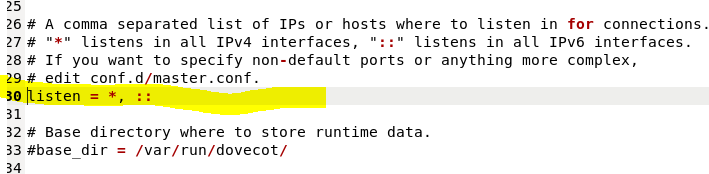 25
26 # A comma separated list of IPs or hosts where to listen in for connections.
27 # "*" listens in all IPv4 interfaces, "::" listens in all IPv6 interfaces.
28 # If you want to specify non-default ports or anything more complex,
29 # edit conf.d/master.conf.
30 listen = *, ::
31
32 # Base directory where to store runtime data.
33 #base_dir = /var/run/dovecot/
34